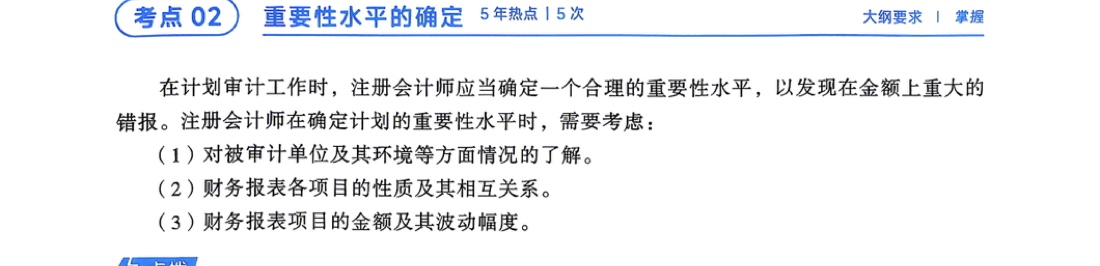 考点 02 重要性水平的确定 5年热点 | 5次 大纲要求 | 掌握
在计划审计工作时，注册会计师应当确定一个合理的重要性水平，以发现在金额上重大的
错报。注册会计师在确定计划的重要性水平时，需要考虑：
（1）对被审计单位及其环境等方面情况的了解。
（2）财务报表各项目的性质及其相互关系。
（3）财务报表项目的金额及其波动幅度。